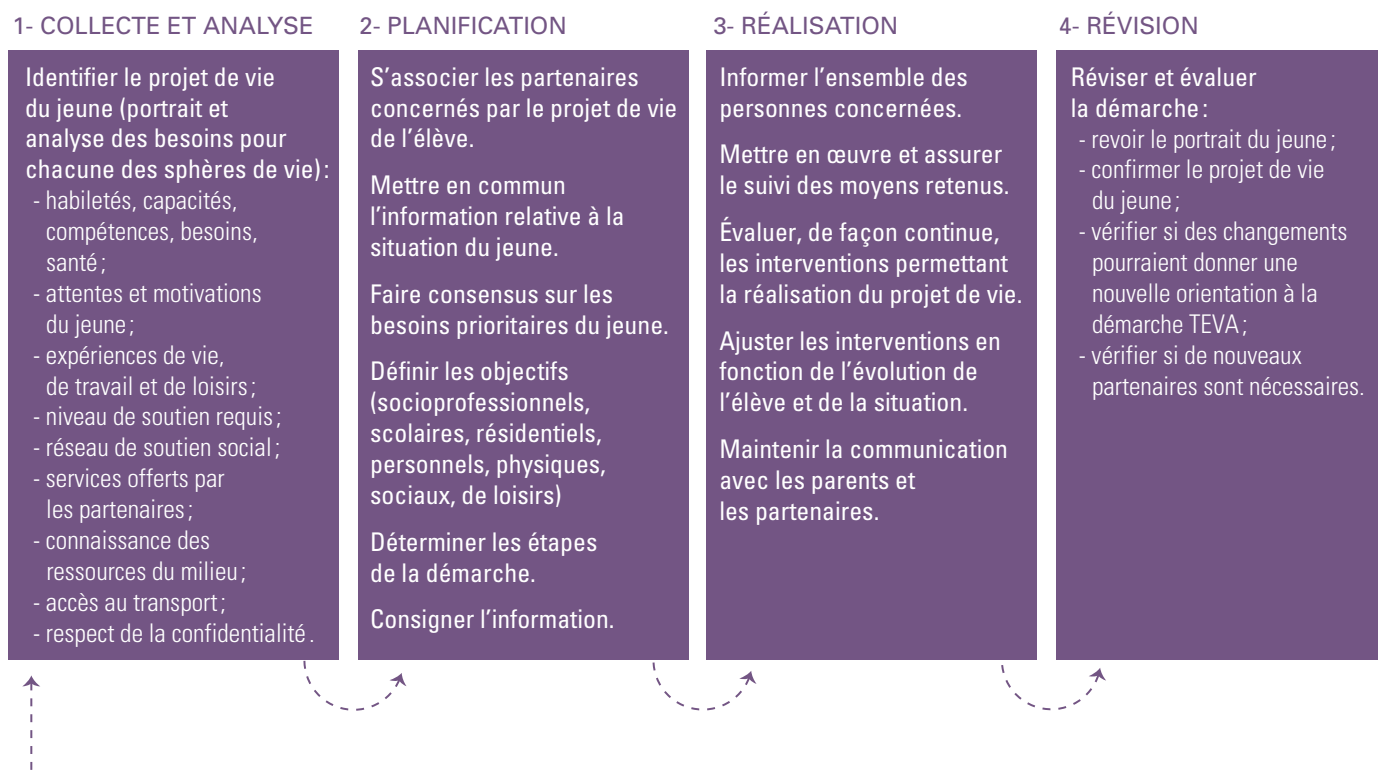 1- COLLECTE ET ANALYSE
Identifier le projet de vie
du jeune (portrait et
analyse des besoins pour
chacune des sphères de vie) :
- habiletés, capacités,
compétences, besoins,
santé ;
- attentes et motivations
du jeune ;
- expériences de vie,
de travail et de loisirs ;
- niveau de soutien requis ;
- réseau de soutien social ;
- services offerts par
les partenaires ;
- connaissance des
ressources du milieu ;
- accès au transport ;
- respect de la confidentialité .
2- PLANIFICATION
S’associer les partenaires
concernés par le projet de vie
de l’élève.
Mettre en commun
l’information relative à la
situation du jeune.
Faire consensus sur les
besoins prioritaires du jeune.
Définir les objectifs
(socioprofessionnels,
scolaires, résidentiels,
personnels, physiques,
sociaux, de loisirs)
Déterminer les étapes
de la démarche.
Consigner l’information.
3- RÉALISATION
Informer l’ensemble des
personnes concernées.
Mettre en œuvre et assurer
le suivi des moyens retenus.
Évaluer, de façon continue,
les interventions permettant
la réalisation du projet de vie.
Ajuster les interventions en
fonction de l’évolution de
l’élève et de la situation.
Maintenir la communication
avec les parents et
les partenaires.
4- RÉVISION
Réviser et évaluer
la démarche :
- revoir le portrait du jeune ;
- confirmer le projet de vie
du jeune ;
- vérifier si des changements
pourraient donner une
nouvelle orientation à la
démarche TEVA ;
- vérifier si de nouveaux
partenaires sont nécessaires.